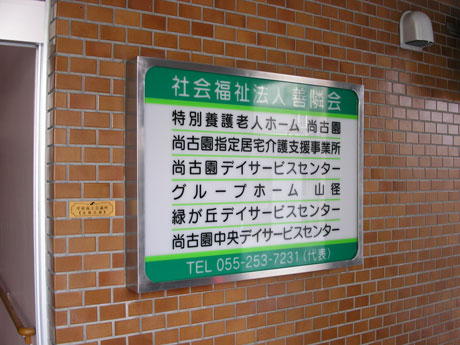 社会福祉法人 善隣会
特別養護老人ホーム 尚古園
尚古園指定居宅介護支援事業所
尚古園デイサービスセンター
グループホーム 山径
緑が丘デイサービスセンター
尚古園中央デイサービスセンター
TEL 055-253-7231(代表)